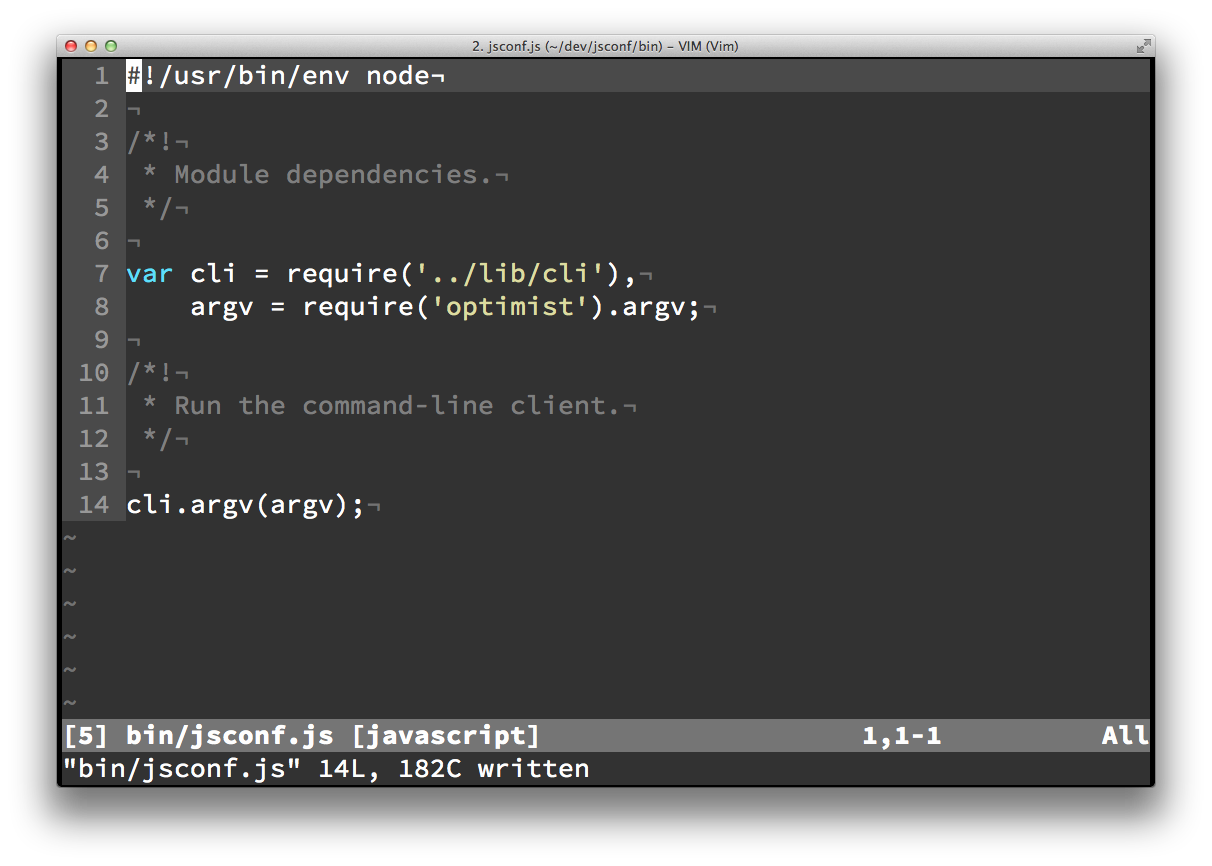 2. jsconf.js (~/dev/jsconf/bin) – VIM (Vim)
1 #!/usr/bin/env node¬
2 ¬
3 /*!¬
4  * Module dependencies.¬
5  */¬
6 ¬
7 var cli = require('../lib/cli'),¬
8     argv = require('optimist').argv;¬
9 ¬
10 /*!¬
11  * Run the command-line client.¬
12  */¬
13 ¬
14 cli.argv(argv);¬
~
~
~
~
~
~
[5] bin/jsconf.js [javascript] 1,1-1 All
"bin/jsconf.js" 14L, 182C written